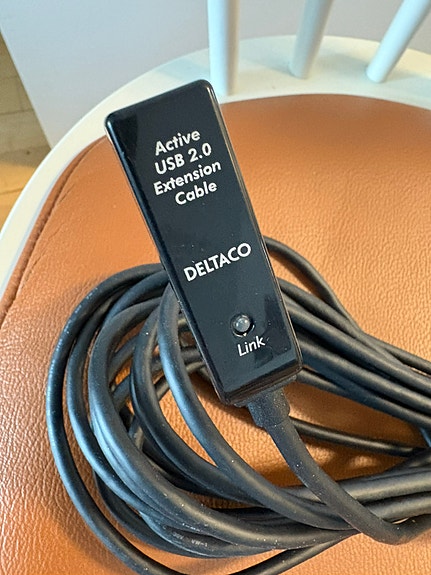 Active
USB 2.0
Extension
Cable
DELTACO
Link